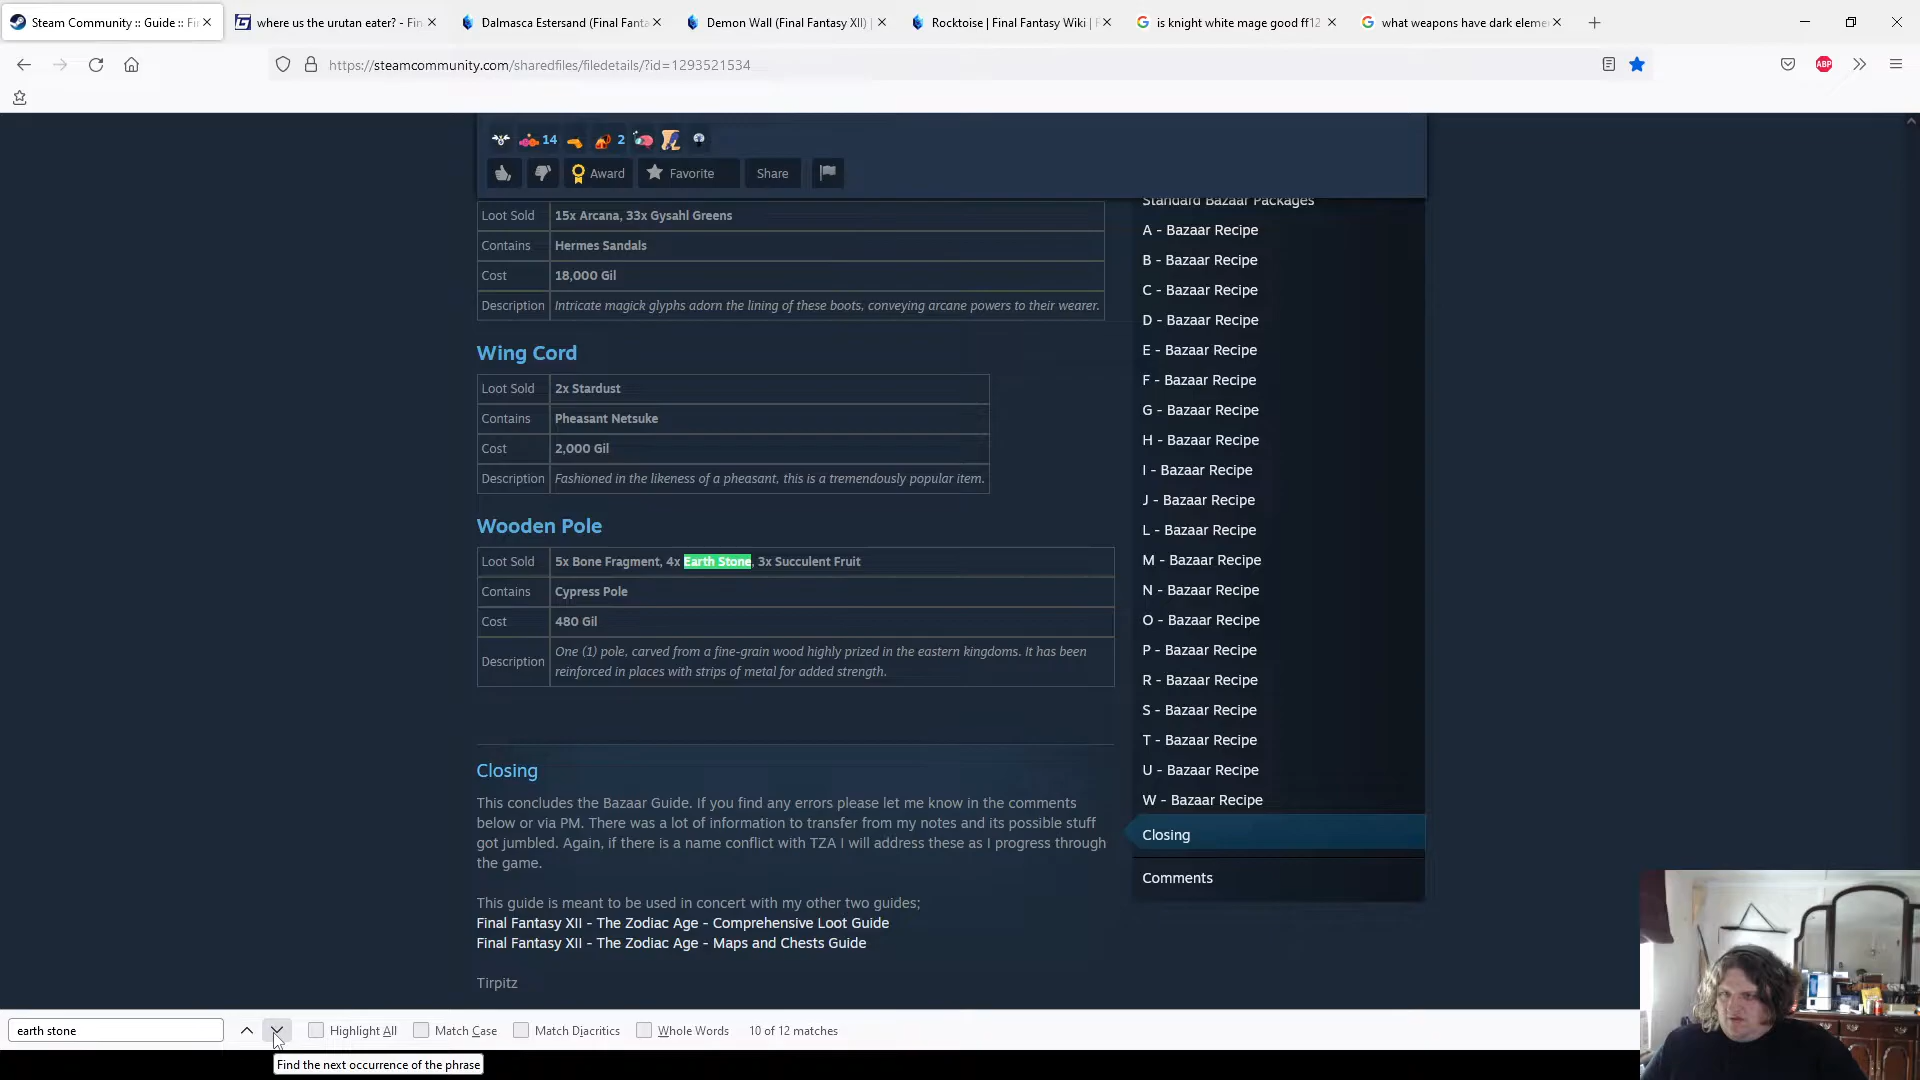 Steam Community :: Guide :: Fi
where us the urutan eater? - Fin
Dalmasca Estersand (Final Fanta
Demon Wall (Final Fantasy XII) |
Rocktoise | Final Fantasy Wiki | F
is knight white mage good ff12
what weapons have dark eleme
https://steamcommunity.com/sharedfiles/filedetails/?id=1293521534
ABP
14
2
Award
Favorite
Share
Loot Sold 15x Arcana, 33x Gysahl Greens
Contains Hermes Sandals
Cost 18,000 Gil
Description Intricate magick glyphs adorn the lining of these boots, conveying arcane powers to their wearer.
Wing Cord
Loot Sold 2x Stardust
Contains Pheasant Netsuke
Cost 2,000 Gil
Description Fashioned in the likeness of a pheasant, this is a tremendously popular item.
Wooden Pole
Loot Sold 5x Bone Fragment, 4x Earth Stone, 3x Succulent Fruit
Contains Cypress Pole
Cost 480 Gil
Description One (1) pole, carved from a fine-grain wood highly prized in the eastern kingdoms. It has been
reinforced in places with strips of metal for added strength.
Closing
This concludes the Bazaar Guide. If you find any errors please let me know in the comments
below or via PM. There was a lot of information to transfer from my notes and its possible stuff
got jumbled. Again, if there is a name conflict with TZA I will address these as I progress through
the game.
This guide is meant to be used in concert with my other two guides;
Final Fantasy XII - The Zodiac Age - Comprehensive Loot Guide
Final Fantasy XII - The Zodiac Age - Maps and Chests Guide
Tirpitz
Standard Bazaar Packages
A - Bazaar Recipe
B - Bazaar Recipe
C - Bazaar Recipe
D - Bazaar Recipe
E - Bazaar Recipe
F - Bazaar Recipe
G - Bazaar Recipe
H - Bazaar Recipe
I - Bazaar Recipe
J - Bazaar Recipe
L - Bazaar Recipe
M - Bazaar Recipe
N - Bazaar Recipe
O - Bazaar Recipe
P - Bazaar Recipe
R - Bazaar Recipe
S - Bazaar Recipe
T - Bazaar Recipe
U - Bazaar Recipe
W - Bazaar Recipe
Closing
Comments
earth stone
Highlight All
Match Case
Match Diacritics
Whole Words
10 of 12 matches
Find the next occurrence of the phrase